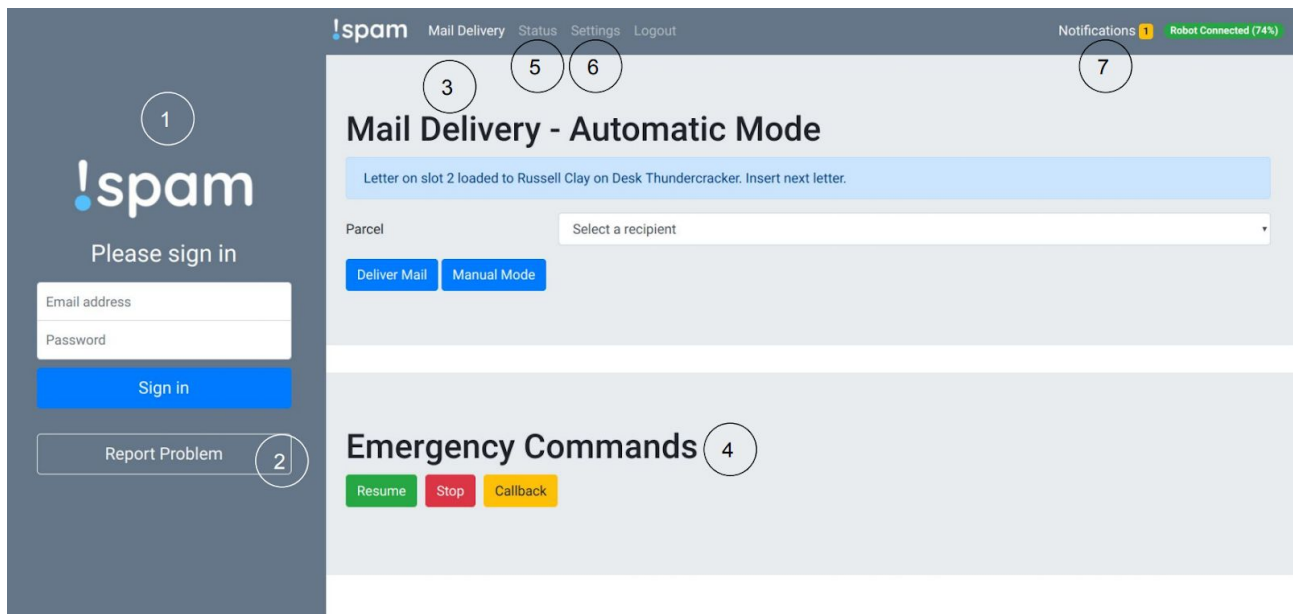 !spam Mail Delivery Status Settings Logout Notifications 1 Robot Connected (74%)
5 6 7
3
1
Mail Delivery - Automatic Mode
Letter on slot 2 loaded to Russell Clay on Desk Thundercracker. Insert next letter.
!spam
Parcel Select a recipient
Please sign in
Deliver Mail Manual Mode
Email address
Password
Sign in
Report Problem
2
Emergency Commands 4
Resume Stop Callback